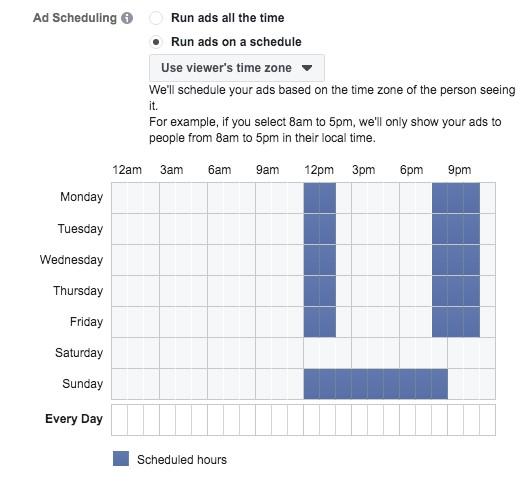 Ad Scheduling Run ads all the time
Run ads on a schedule
Use viewer's time zone
We'll schedule your ads based on the time zone of the person seeing
it.
For example, if you select 8am to 5pm, we'll only show your ads to
people from 8am to 5pm in their local time.
12am 3am 6am 9am 12pm 3pm 6pm 9pm
Monday
Tuesday
Wednesday
Thursday
Friday
Saturday
Sunday
Every Day
Scheduled hours